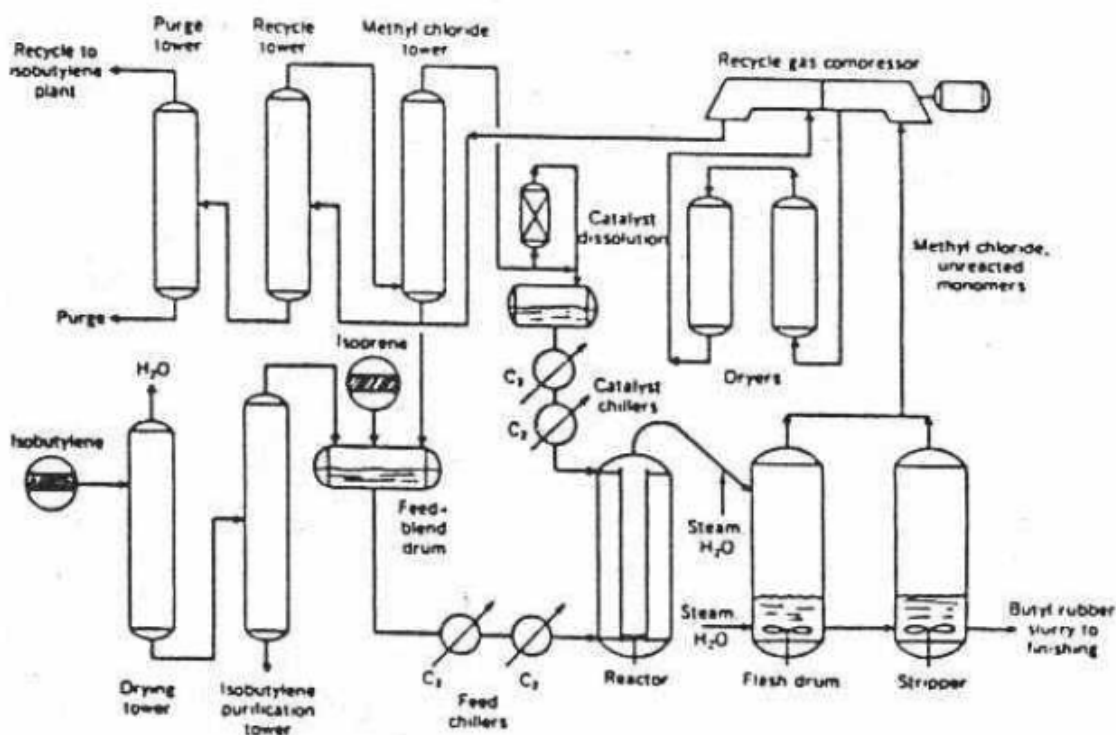 Purge
tower
Recycle
tower
Methyl chloride
tower
Recycle to
isobutylene
plant
Recycle gas comoressor
Catalyst
dissolution
Methyl chloride,
unreacted
monomers
Purge
Isoprene
Dryers
H₂O
C₃
Catalyst
chillers
C₂
Isobutylene
Feed-
blend
drum
Steam
H₂O
Steam
H₂O
Butyl rubber
slurry to
finishing
Drying
tower
Isobutylene
purification
tower
C₃
C₂
Feed
chillers
Reactor
Flash drum
Stripper